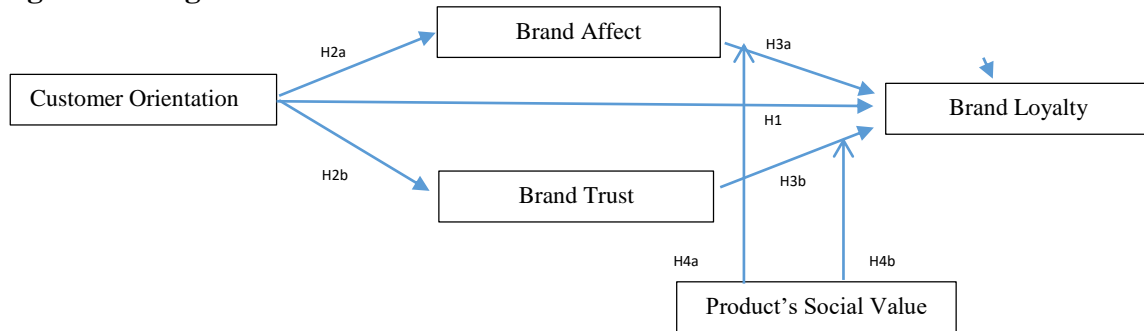 Brand Affect
H2a
H3a
Customer Orientation
Brand Loyalty
H1
H2b
Brand Trust
H3b
H4a
H4b
Product's Social Value